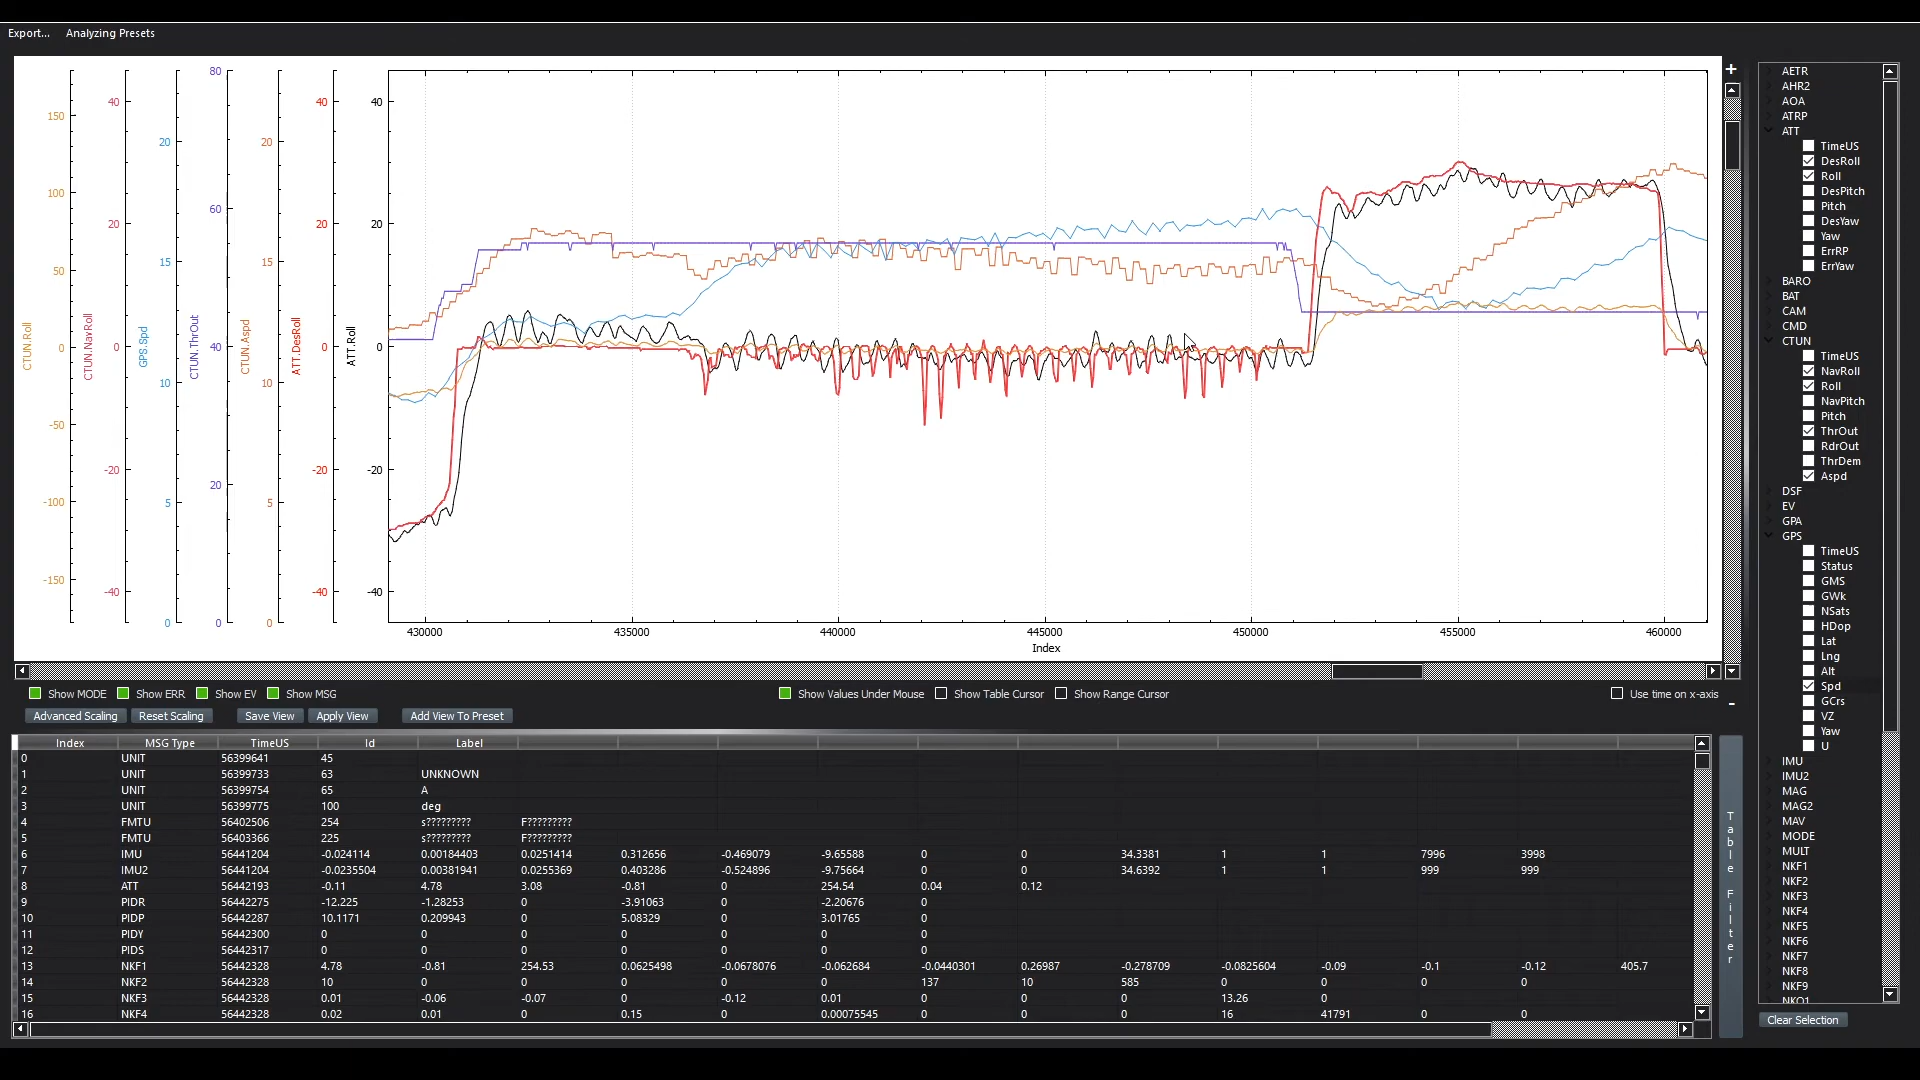 Export... Analyzing Presets
80
40 40 40
150
20 20
100
60
20 20 20
50
15 15
0 0 40 0 0
10 10
-50
-20 20 -20 -20
-100
5 5
-150
-40 -40 -40
0 0 0
CTUN.Roll
CTUN.NavRoll
GPS.Spd
CTUN.ThrOut
CTUN.Aspd
ATT.DesRoll
ATT.Roll
430000 435000 440000 445000 450000 455000 460000
Index
+
AETR
AHR2
AOA
ATRP
ATT
TimeUS
DesRoll
Roll
DesPitch
Pitch
DesYaw
Yaw
ErrRP
ErrYaw
BARO
BAT
CAM
CMD
CTUN
TimeUS
NavRoll
Roll
NavPitch
Pitch
ThrOut
RdrOut
ThrDem
Aspd
DSF
EV
GPA
GPS
TimeUS
Status
GMS
GWk
NSats
HDop
Lat
Lng
Alt
Spd
GCrs
VZ
Yaw
U
IMU
IMU2
MAG
MAG2
MAV
MODE
MULT
NKF1
NKF2
NKF3
NKF4
NKF5
NKF6
NKF7
NKF8
NKF9
NKO1
Clear Selection
Show MODE Show ERR Show EV Show MSG Show Values Under Mouse Show Table Cursor Show Range Cursor Use time on x-axis
-
Advanced Scaling Reset Scaling Save View Apply View Add View To Preset
Index MSG Type TimeUS Id Label
0 UNIT 56399641 45
1 UNIT 56399733 63 UNKNOWN
2 UNIT 56399754 65 A
3 UNIT 56399775 100 deg
4 FMTU 56402506 254 s????????? F?????????
5 FMTU 56403366 225 s????????? F?????????
6 IMU 56441204 -0.024114 0.00184403 0.0251414 0.312656 -0.469079 -9.65588 0 0 34.3381 1 1 7996 3998
7 IMU2 56441204 -0.0235504 0.00381941 0.0255369 0.403286 -0.524896 -9.75664 0 0 34.6392 1 1 999 999
8 ATT 56442193 -0.11 4.78 3.08 -0.81 0 254.54 0.04 0.12
9 PIDR 56442275 -12.225 -1.28253 0 -3.91063 0 -2.20676 0
10 PIDP 56442287 10.1171 0.209943 0 5.08329 0 3.01765 0
11 PIDY 56442300 0 0 0 0 0 0 0
12 PIDS 56442317 0 0 0 0 0 0 0
13 NKF1 56442328 4.78 -0.81 254.53 0.0625498 -0.0678076 -0.062684 -0.0440301 0.26987 -0.278709 -0.0825604 -0.09 -0.1 -0.12 405.7
14 NKF2 56442328 10 0 0 0 0 0 137 10 585 0 0 0 0
15 NKF3 56442328 0.01 -0.06 -0.07 0 -0.12 0.01 0 0 0 13.26 0
16 NKF4 56442328 0.02 0.01 0 0.15 0 0.00075545 0 0 0 16 41791 0 0
Table Filter